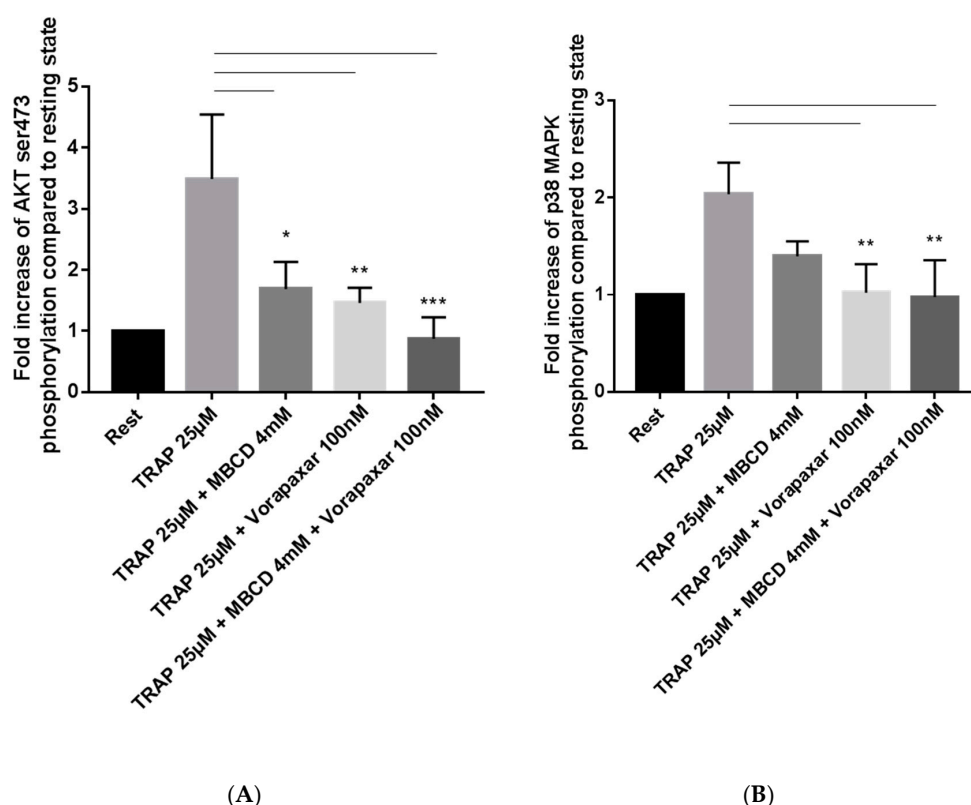 Fold increase of AKT ser473
phosphorylation compared to resting state
5
4
3
2
1
0
*
**
***
Rest
TRAP 25µM
TRAP 25µM + MBCD 4mM
TRAP 25µM + Vorapaxar 100nM
TRAP 25µM + MBCD 4mM + Vorapaxar 100nM
(A)
Fold increase of p38 MAPK
phosphorylation compared to resting state
3
2
1
0
**
**
Rest
TRAP 25µM
TRAP 25µM + MBCD 4mM
TRAP 25µM + Vorapaxar 100nM
TRAP 25µM + MBCD 4mM + Vorapaxar 100nM
(B)